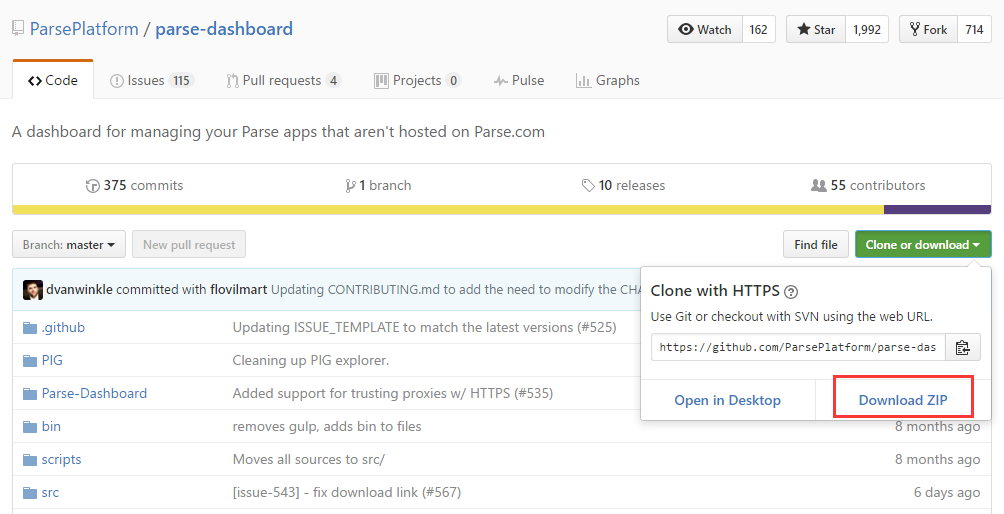 ParsePlatform / parse-dashboard
Watch 162 Star 1,992 Fork 714
Code Issues 115 Pull requests 4 Projects 0 Pulse Graphs
A dashboard for managing your Parse apps that aren't hosted on Parse.com
375 commits 1 branch 10 releases 55 contributors
Branch: master New pull request Find file Clone or download
dvanwinkle committed with flovilmart Updating CONTRIBUTING.md to add the need to modify the CHA
Clone with HTTPS ?
Use Git or checkout with SVN using the web URL.
https://github.com/ParsePlatform/parse-das
Open in Desktop Download ZIP
.github Updating ISSUE_TEMPLATE to match the latest versions (#525)
PIG Cleaning up PIG explorer.
Parse-Dashboard Added support for trusting proxies w/ HTTPS (#535)
bin removes gulp, adds bin to files 8 months ago
scripts Moves all sources to src/ 8 months ago
src [issue-543] - fix download link (#567) 6 days ago